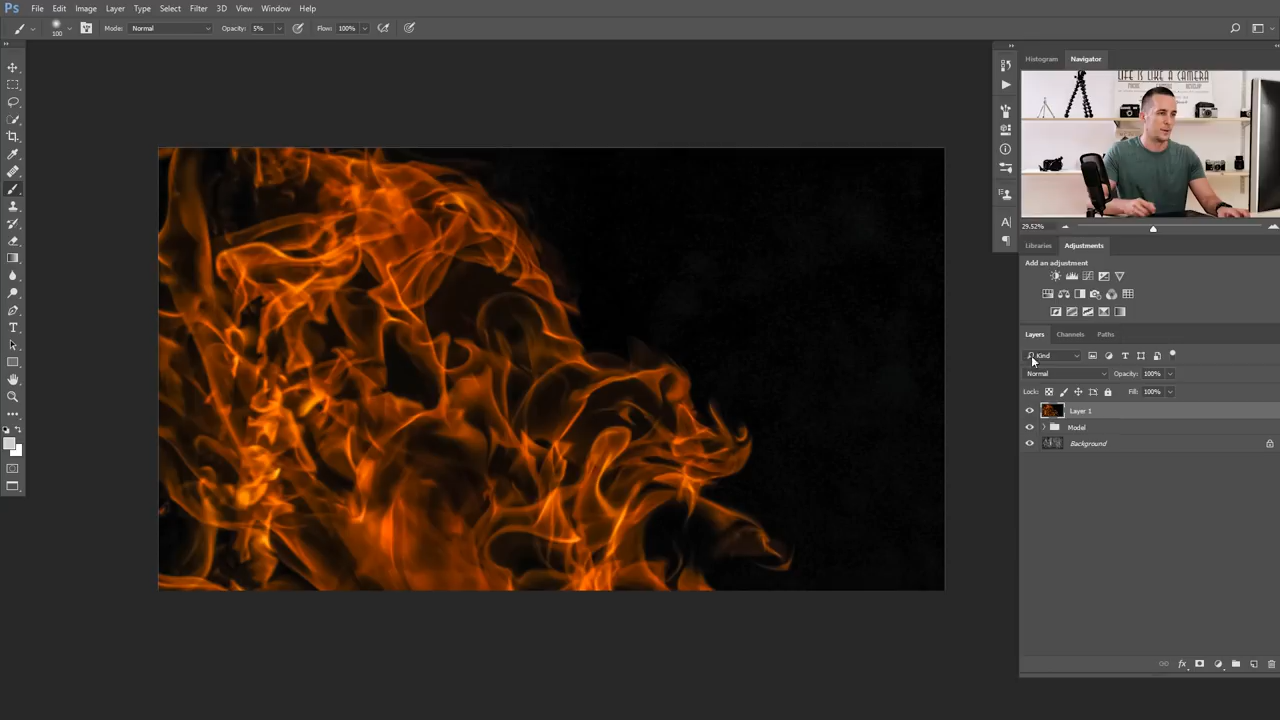 Ps File Edit Image Layer Type Select Filter 3D View Window Help
100 Mode: Normal Opacity: 5% Flow: 100%
Histogram Navigator
LIFE IS LIKE A CAMERA
29.52%
Libraries Adjustments
Add an adjustment
Layers Channels Paths
Kind
Normal Opacity: 100%
Lock: Fill: 100%
Layer 1
Model
Background